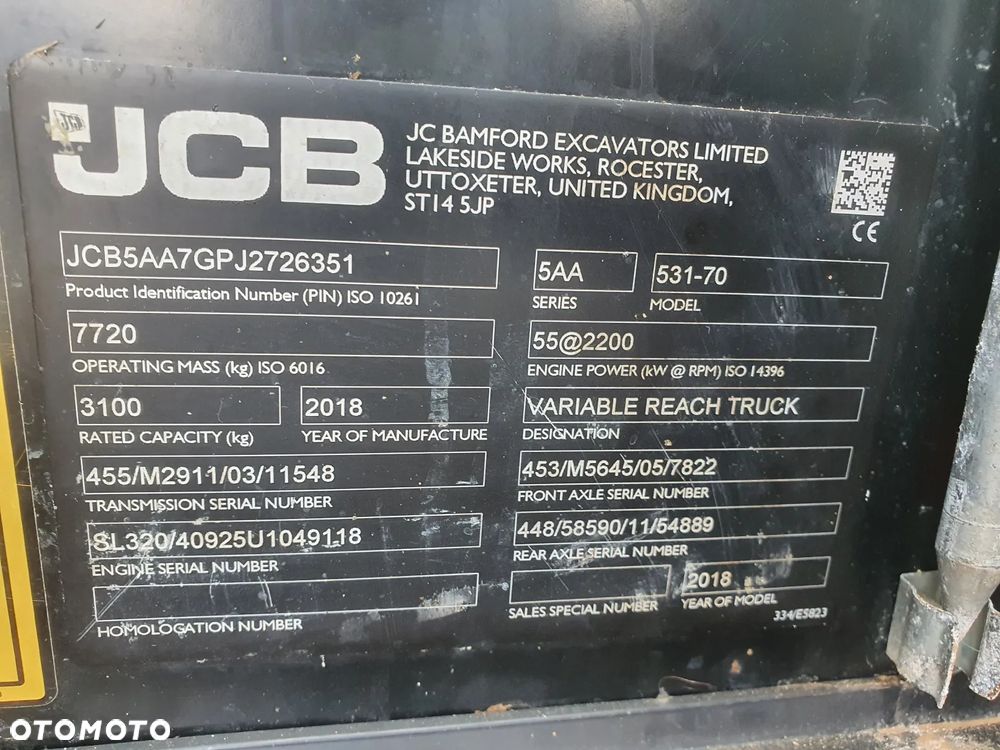 JCB
JC BAMFORD EXCAVATORS LIMITED
LAKESIDE WORKS, ROCESTER,
UTTOXETER, UNITED KINGDOM,
ST14 5JP
CE
JCB5AA7GPJ2726351
Product Identification Number (PIN) ISO 10261
5AA
SERIES
531-70
MODEL
7720
OPERATING MASS (kg) ISO 6016
55@2200
ENGINE POWER (kW @ RPM) ISO 14396
3100
RATED CAPACITY (kg)
2018
YEAR OF MANUFACTURE
VARIABLE REACH TRUCK
DESIGNATION
455/M2911/03/11548
TRANSMISSION SERIAL NUMBER
453/M5645/05/7822
FRONT AXLE SERIAL NUMBER
SL320/40925U1049118
ENGINE SERIAL NUMBER
448/58590/11/54889
REAR AXLE SERIAL NUMBER
HOMOLOGATION NUMBER
SALES SPECIAL NUMBER
2018
YEAR OF MODEL
334/E5823
OTOMOTO